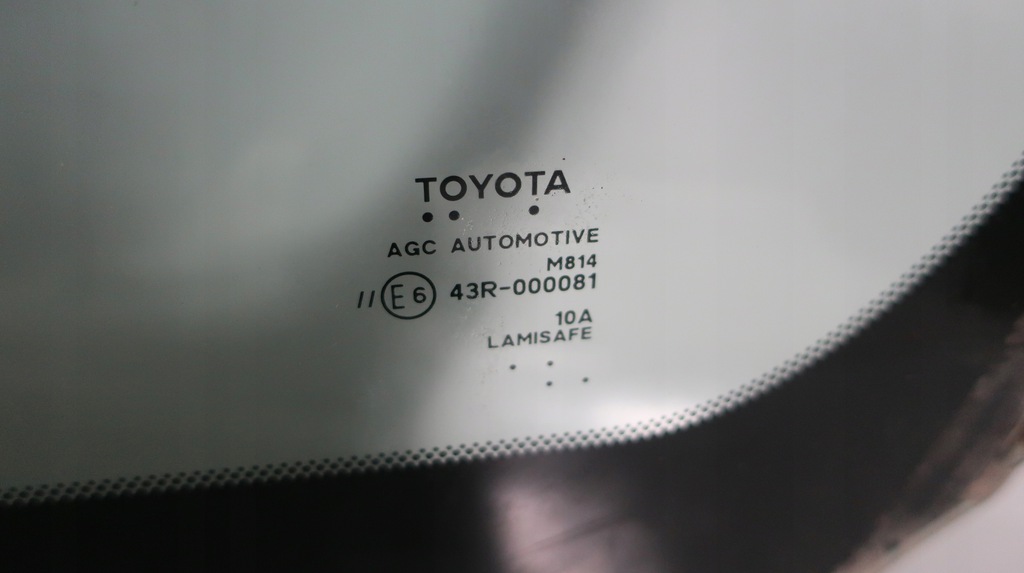 TOYOTA
AGC AUTOMOTIVE
M814
II E6 43R-000081
10A
LAMISAFE